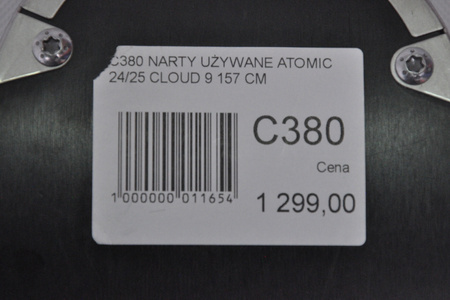 C380 NARTY UŻYWANE ATOMIC
24/25 CLOUD 9 157 CM
C380
Cena
1 299,00
1 000000 011654